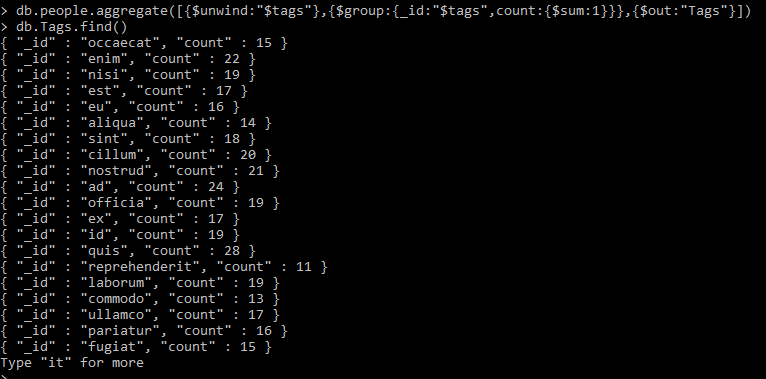 > db.people.aggregate([{$unwind:"$tags"},{$group:{_id:"$tags",count:{$sum:1}}},{$out:"Tags"}])
> db.Tags.find()
{ "_id" : "occaecat", "count" : 15 }
{ "_id" : "enim", "count" : 22 }
{ "_id" : "nisi", "count" : 19 }
{ "_id" : "est", "count" : 17 }
{ "_id" : "eu", "count" : 16 }
{ "_id" : "aliqua", "count" : 14 }
{ "_id" : "sint", "count" : 18 }
{ "_id" : "cillum", "count" : 20 }
{ "_id" : "nostrud", "count" : 21 }
{ "_id" : "ad", "count" : 24 }
{ "_id" : "officia", "count" : 19 }
{ "_id" : "ex", "count" : 17 }
{ "_id" : "id", "count" : 19 }
{ "_id" : "quis", "count" : 28 }
{ "_id" : "reprehenderit", "count" : 11 }
{ "_id" : "laborum", "count" : 19 }
{ "_id" : "commodo", "count" : 13 }
{ "_id" : "ullamco", "count" : 17 }
{ "_id" : "pariatur", "count" : 16 }
{ "_id" : "fugiat", "count" : 15 }
Type "it" for more
>